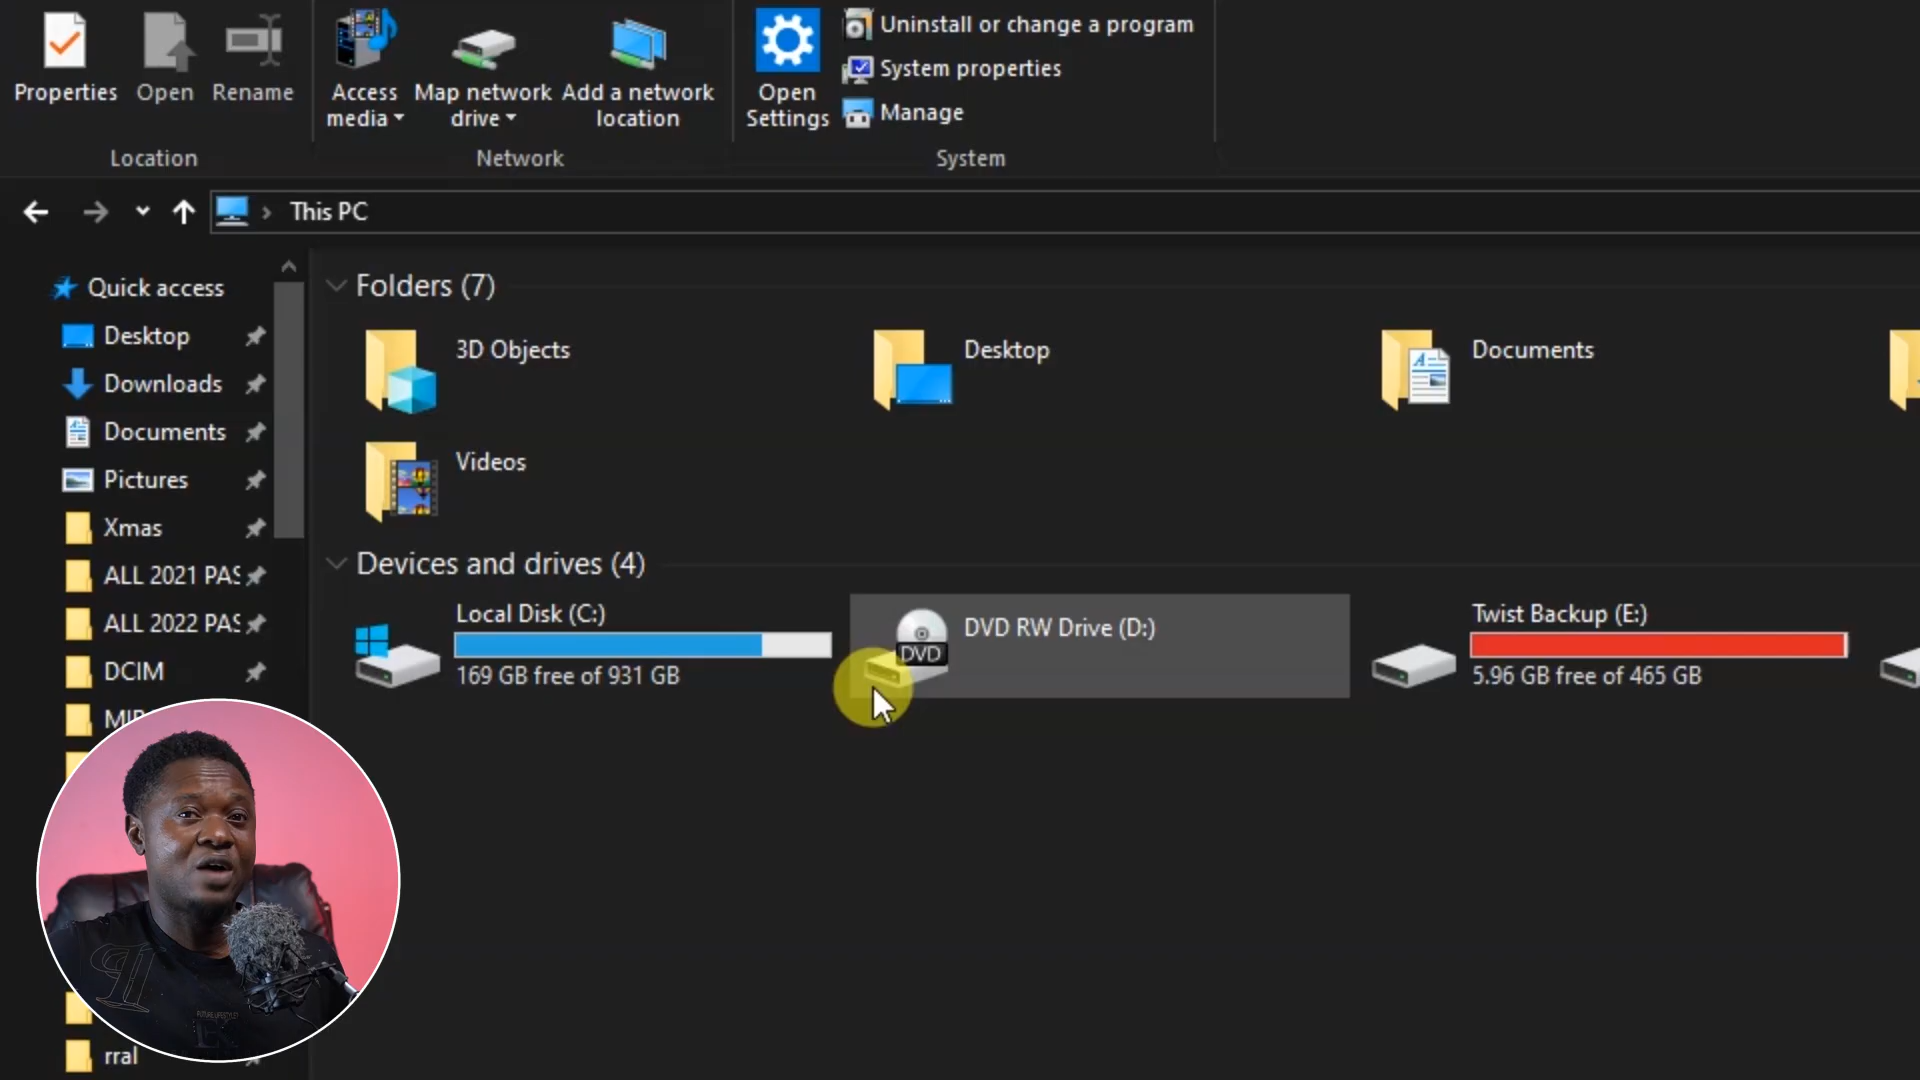 Properties
Open
Rename
Access
media
Map network
drive
Add a network
location
Open
Settings
Uninstall or change a program
System properties
Manage
Location
Network
System
This PC
Quick access
Desktop
Downloads
Documents
Pictures
Xmas
ALL 2021 PAS
ALL 2022 PAS
DCIM
rral
Folders (7)
3D Objects
Desktop
Documents
Videos
Devices and drives (4)
Local Disk (C:)
169 GB free of 931 GB
DVD
DVD RW Drive (D:)
Twist Backup (E:)
5.96 GB free of 465 GB